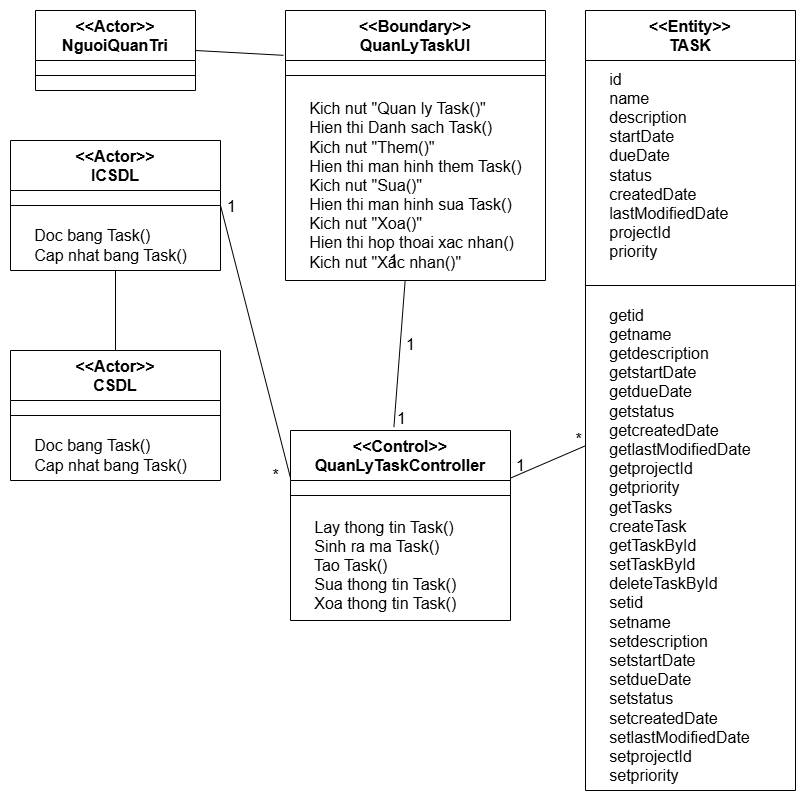 <<Actor>>
NguoiQuanTri
<<Boundary>>
QuanLyTaskUI
Kich nut "Quan ly Task()"
Hien thi Danh sach Task()
Kich nut "Them()"
Hien thi man hinh them Task()
Kich nut "Sua()"
Hien thi man hinh sua Task()
Kich nut "Xoa()"
Hien thi hop thoai xac nhan()
Kich nut "Xac nhan()"
1
<<Entity>>
TASK
id
name
description
startDate
dueDate
status
createdDate
lastModifiedDate
projectId
priority
getid
getname
getdescription
getstartDate
getdueDate
getstatus
getcreatedDate
getlastModifiedDate
getprojectId
getpriority
getTasks
createTask
getTaskById
setTaskById
deleteTaskById
setid
setname
setdescription
setstartDate
setdueDate
setstatus
setcreatedDate
setlastModifiedDate
setprojectId
setpriority
<<Actor>>
ICSDL
Doc bang Task()
Cap nhat bang Task()
1
<<Actor>>
CSDL
Doc bang Task()
Cap nhat bang Task()
1
1
*
<<Control>>
QuanLyTaskController
Lay thong tin Task()
Sinh ra ma Task()
Tao Task()
Sua thong tin Task()
Xoa thong tin Task()
1
*